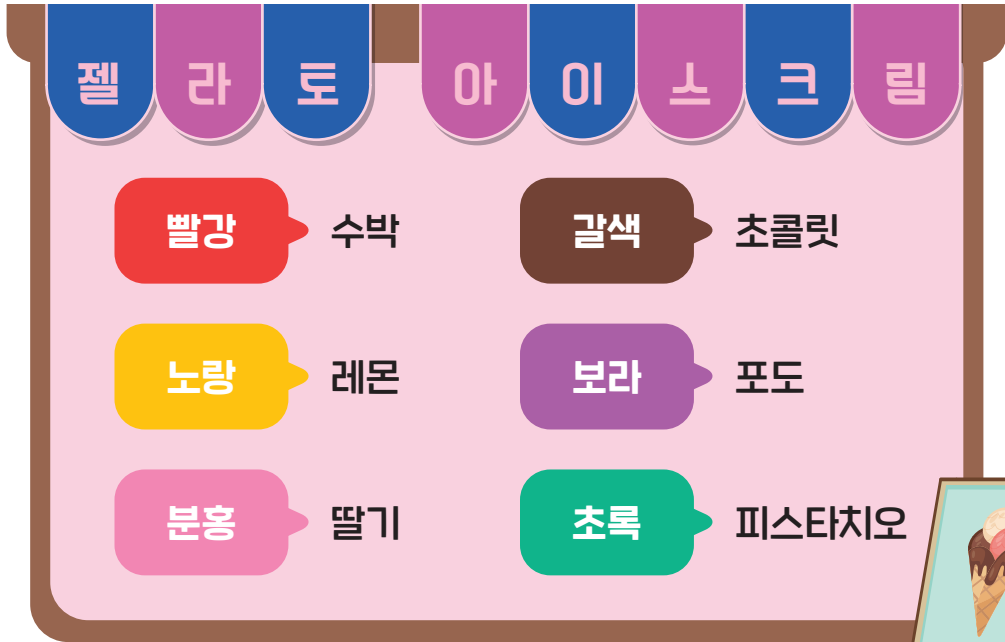 젤라토 아이스크림
빨강 수박
갈색 초콜릿
노랑 레몬
보라 포도
분홍 딸기
초록 피스타치오